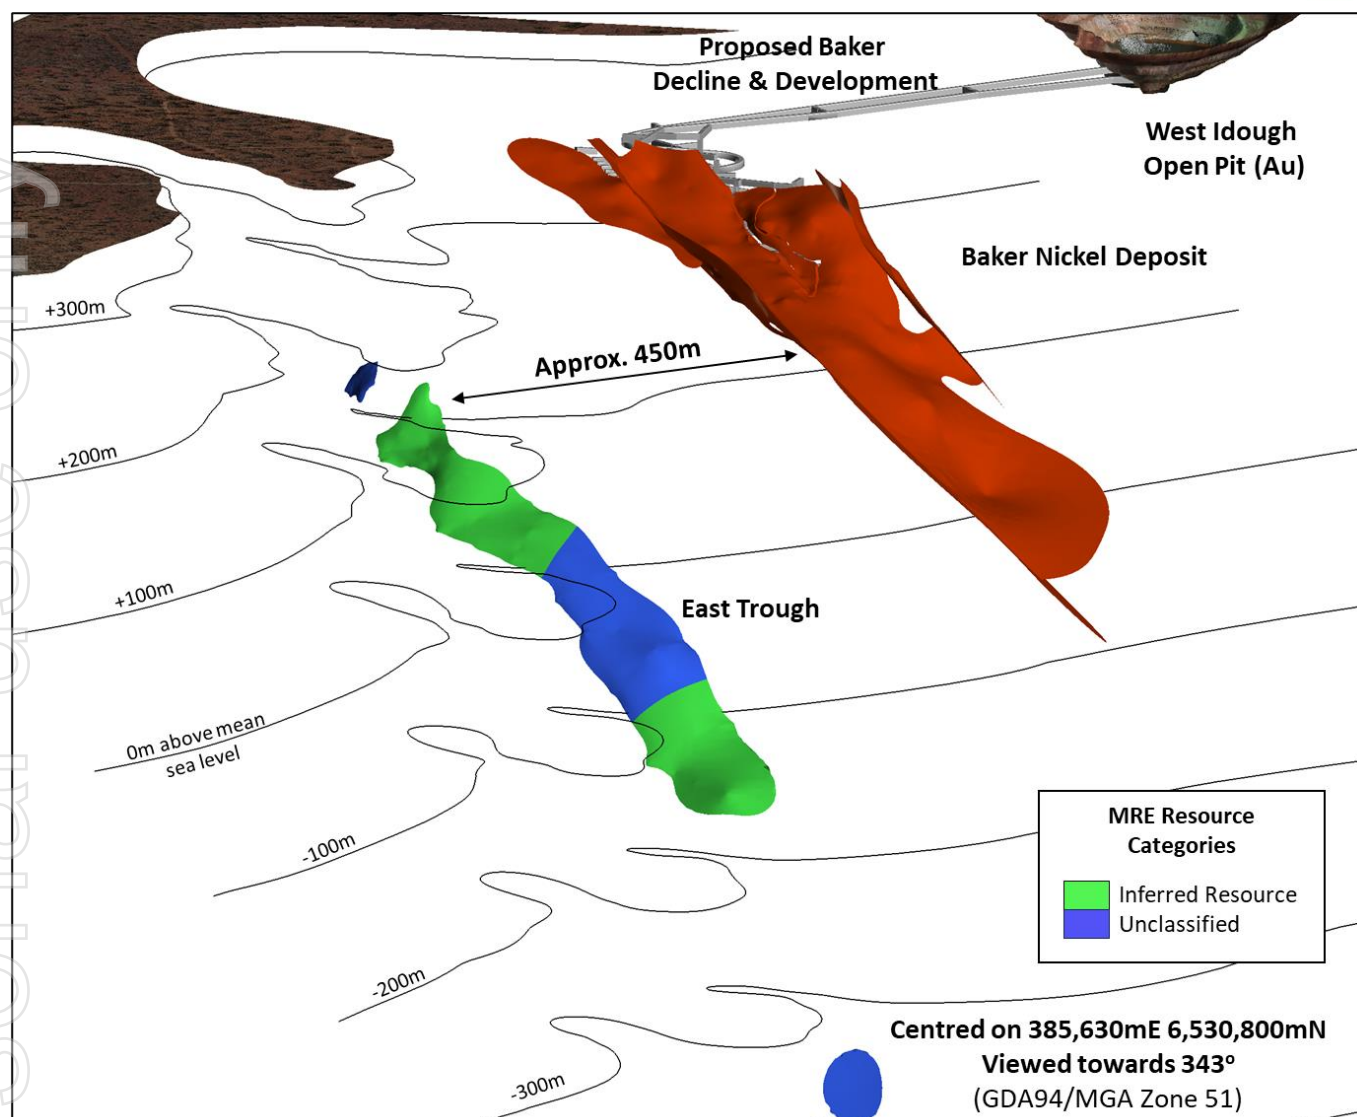 Proposed Baker
Decline & Development
West Idough
Open Pit (Au)
Baker Nickel Deposit
+300m
Approx. 450m
+200m
+100m
East Trough
0m above mean
sea level
-100m
MRE Resource
Categories
Inferred Resource
Unclassified
-200m
Centred on 385,630mE 6,530,800mN
Viewed towards 343º
(GDA94/MGA Zone 51)
-300m